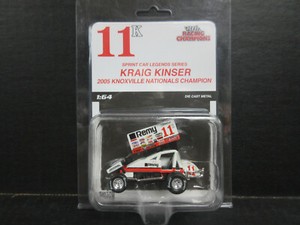 11K
RACING
CHAMPIONS
SPRINT CAR LEGENDS SERIES
KRAIG KINSER
2005 KNOXVILLE NATIONALS CHAMPION
1:64
DIE CAST METAL
Remy
11
11